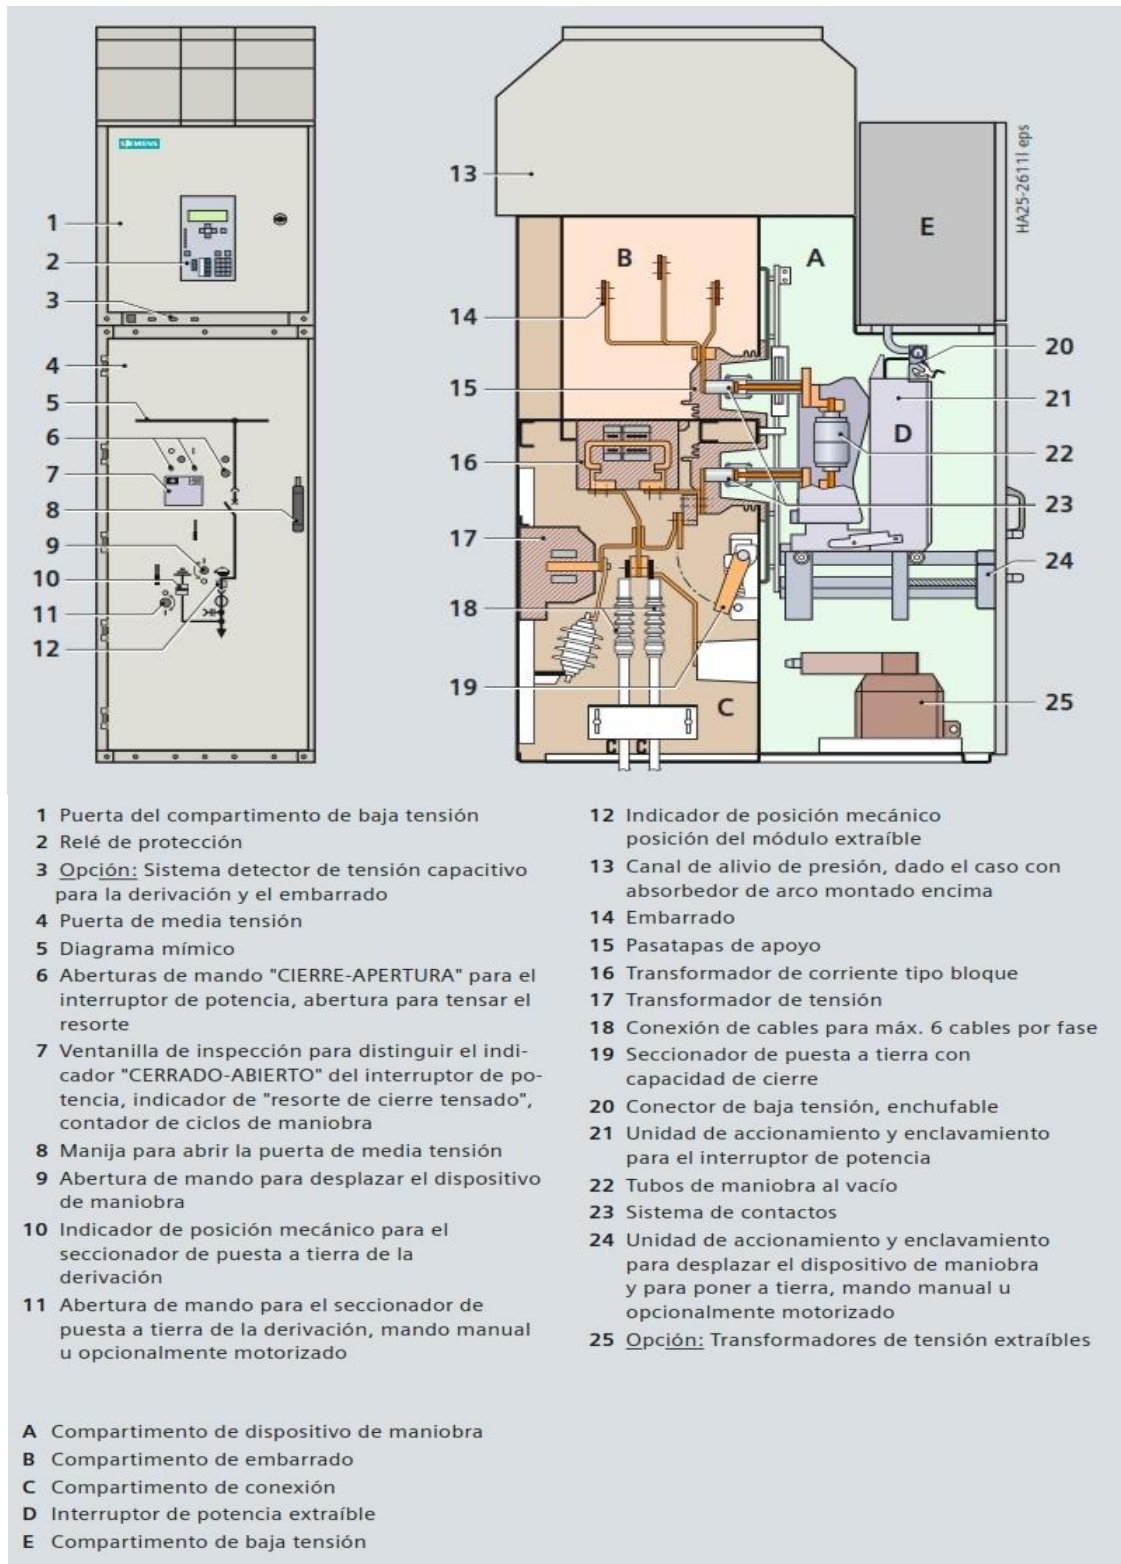 SIEMENS
1
2
3
4
5
6
7
8
9
10
11
12
13
14
15
16
17
18
19
B
A
E
D
C
C
C
HA25-2611l eps
20
21
22
23
24
25
1 Puerta del compartimento de baja tensión
2 Relé de protección
3 Opción: Sistema detector de tensión capacitivo
para la derivación y el embarrado
4 Puerta de media tensión
5 Diagrama mímico
6 Aberturas de mando "CIERRE-APERTURA" para el
interruptor de potencia, abertura para tensar el
resorte
7 Ventanilla de inspección para distinguir el indi-
cador "CERRADO-ABIERTO" del interruptor de po-
tencia, indicador de "resorte de cierre tensado",
contador de ciclos de maniobra
8 Manija para abrir la puerta de media tensión
9 Abertura de mando para desplazar el dispositivo
de maniobra
10 Indicador de posición mecánico para el
seccionador de puesta a tierra de la
derivación
11 Abertura de mando para el seccionador de
puesta a tierra de la derivación, mando manual
u opcionalmente motorizado
12 Indicador de posición mecánico
posición del módulo extraíble
13 Canal de alivio de presión, dado el caso con
absorbedor de arco montado encima
14 Embarrado
15 Pasatapas de apoyo
16 Transformador de corriente tipo bloque
17 Transformador de tensión
18 Conexión de cables para máx. 6 cables por fase
19 Seccionador de puesta a tierra con
capacidad de cierre
20 Conector de baja tensión, enchufable
21 Unidad de accionamiento y enclavamiento
para el interruptor de potencia
22 Tubos de maniobra al vacío
23 Sistema de contactos
24 Unidad de accionamiento y enclavamiento
para desplazar el dispositivo de maniobra
y para poner a tierra, mando manual u
opcionalmente motorizado
25 Opción: Transformadores de tensión extraíbles
A Compartimento de dispositivo de maniobra
B Compartimento de embarrado
C Compartimento de conexión
D Interruptor de potencia extraíble
E Compartimento de baja tensión